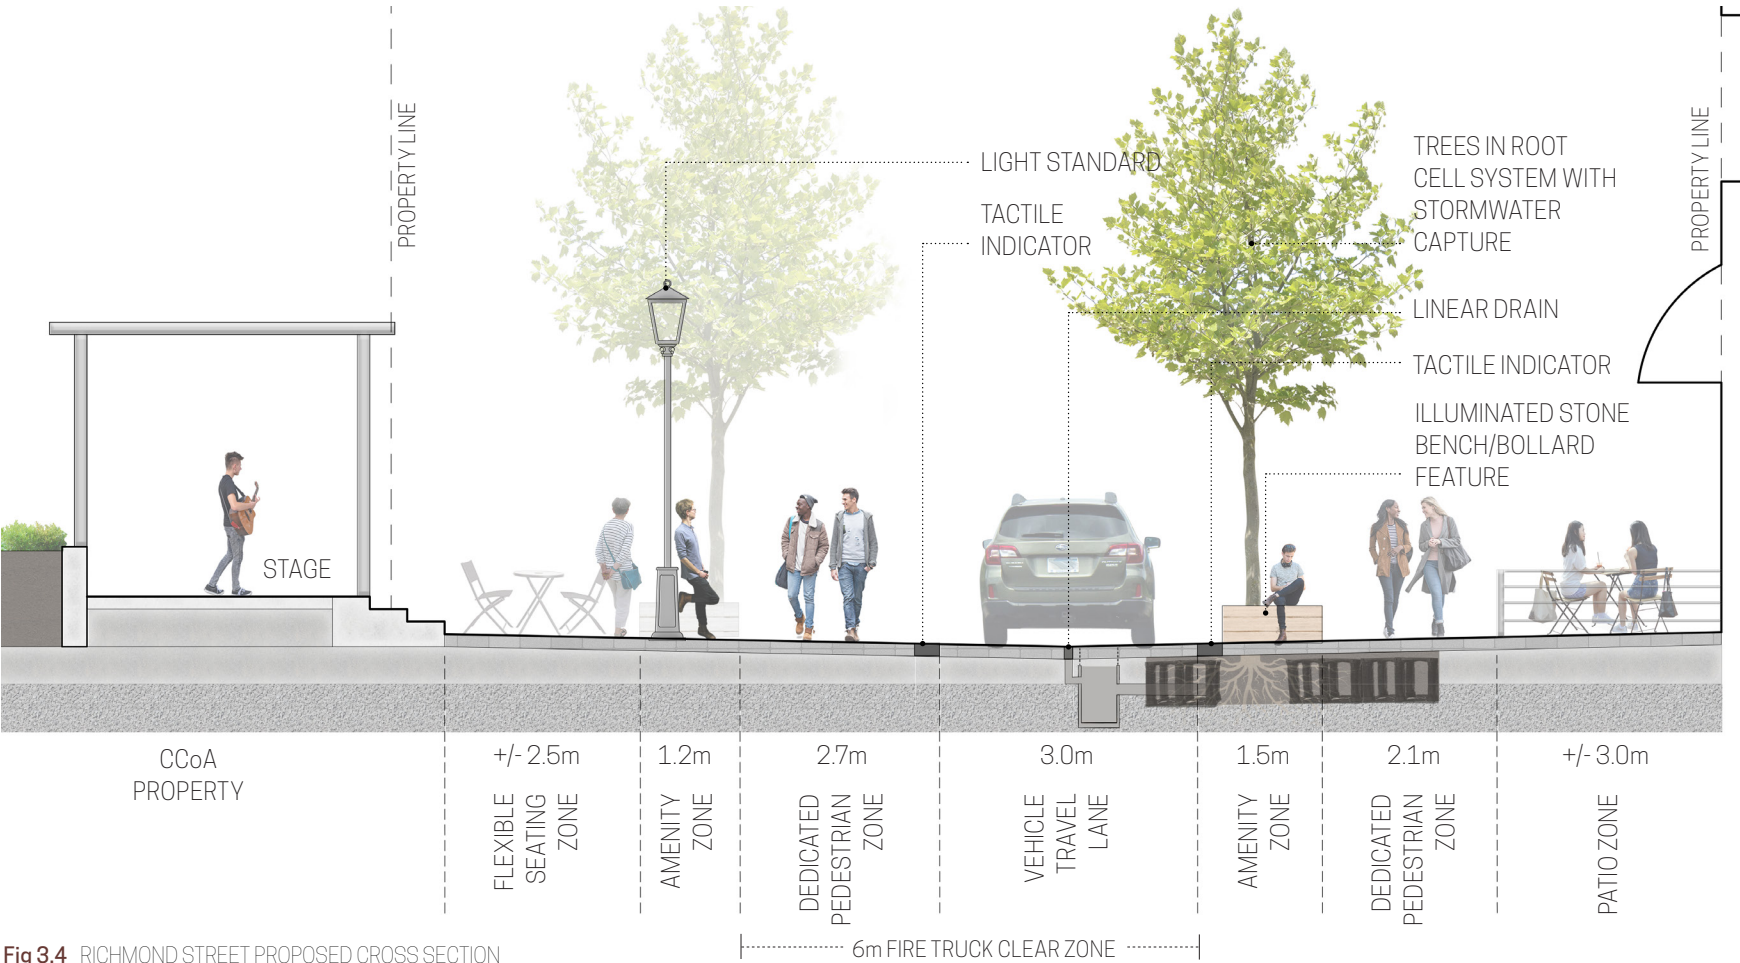 PROPERTY LINE
LIGHT STANDARD
TACTILE
INDICATOR
TREES IN ROOT
CELL SYSTEM WITH
STORMWATER
CAPTURE
PROPERTY LINE
LINEAR DRAIN
TACTILE INDICATOR
ILLUMINATED STONE
BENCH/BOLLARD
FEATURE
STAGE
CCoA
PROPERTY
+/- 2.5m
FLEXIBLE
SEATING
ZONE
1.2m
AMENITY
ZONE
2.7m
DEDICATED
PEDESTRIAN
ZONE
3.0m
VEHICLE
TRAVEL
LANE
1.5m
AMENITY
ZONE
2.1m
DEDICATED
PEDESTRIAN
ZONE
+/- 3.0m
PATIO ZONE
6m FIRE TRUCK CLEAR ZONE
Fig 3.4 RICHMOND STREET PROPOSED CROSS SECTION